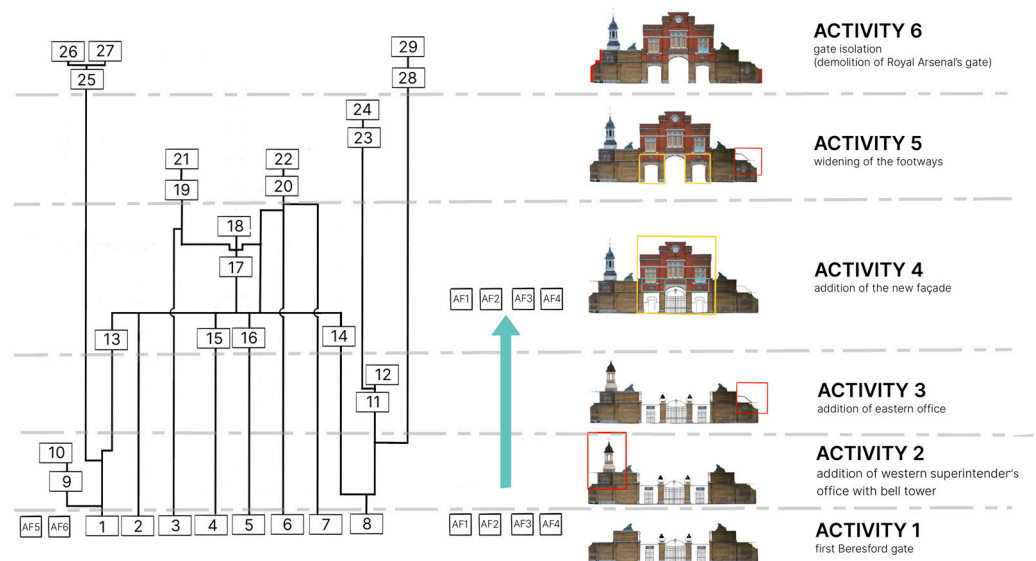 26
27
29
25
28
ACTIVITY 6
gate isolation
(demolition of Royal Arsenal's gate)
24
23
21
22
19
20
ACTIVITY 5
widening of the footways
18
17
AF1
AF2
AF3
AF4
ACTIVITY 4
addition of the new façade
13
15
16
14
12
11
ACTIVITY 3
addition of eastern office
10
9
ACTIVITY 2
addition of western superintender's
office with bell tower
AF5
AF6
1
2
3
4
5
6
7
8
AF1
AF2
AF3
AF4
ACTIVITY 1
first Beresford gate